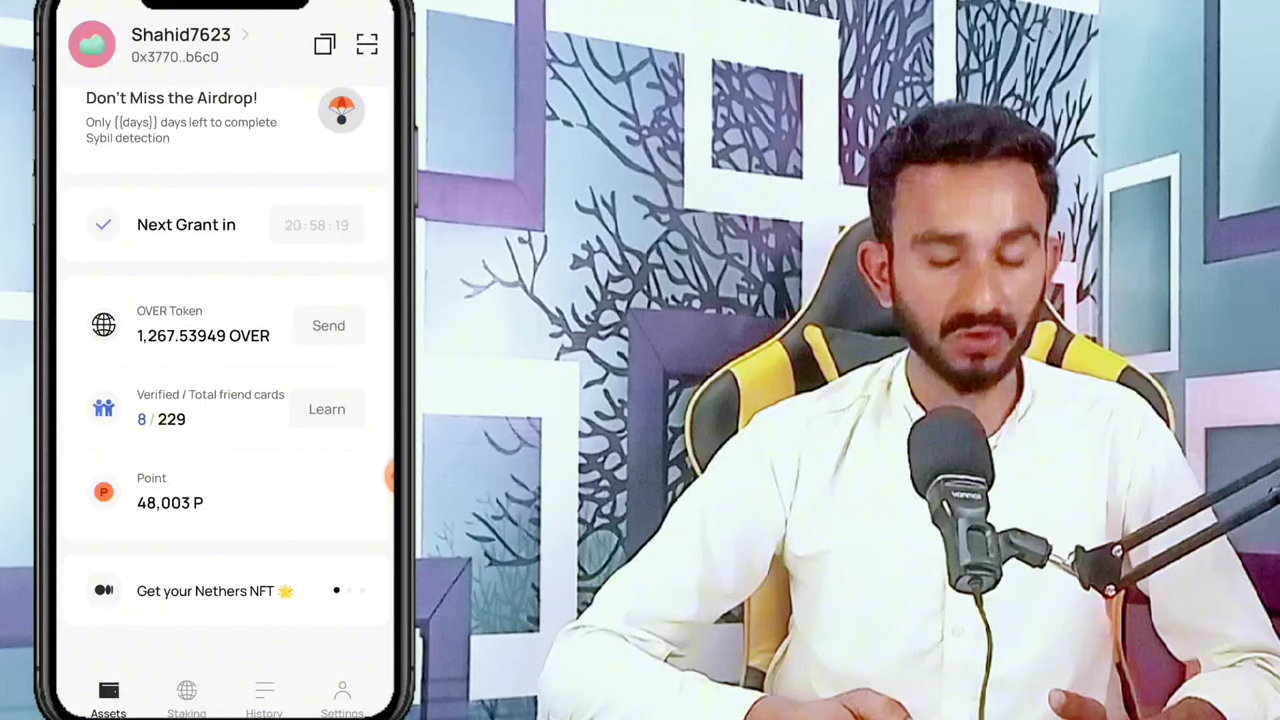 Shahid7623
0x3770..b6c0
Don't Miss the Airdrop!
Only {{days}} days left to complete
Sybil detection
Next Grant in
20:58:19
OVER Token
1,267.53949 OVER
Send
Verified / Total friend cards
8 / 229
Learn
Point
P
48,003 P
Get your Nethers NFT 🌟
Assets
Staking
History
Settings